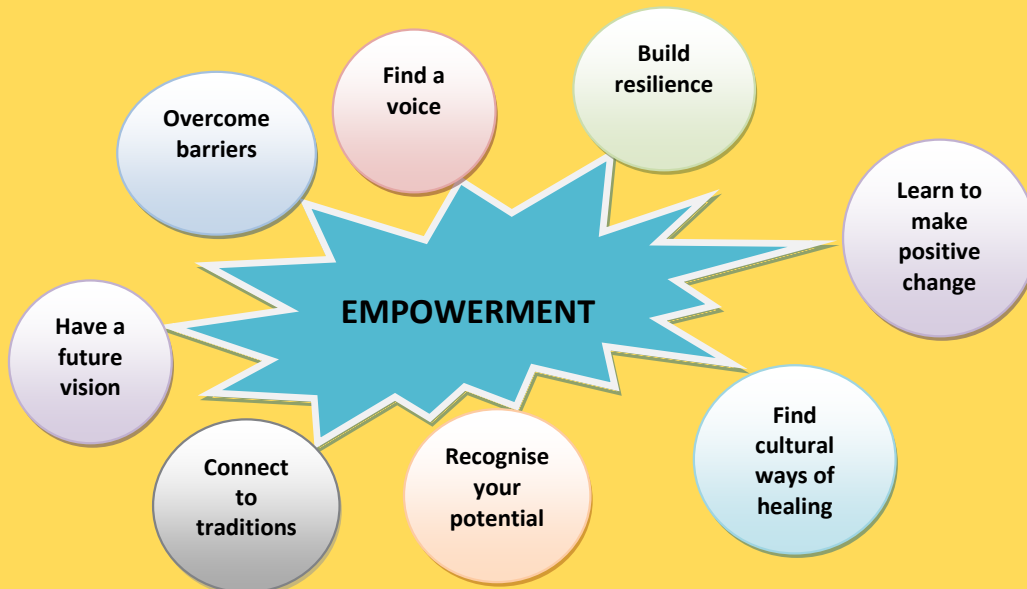 Build
resilience
Find a
voice
Overcome
barriers
Learn to
make
positive
change
EMPOWERMENT
Have a
future
vision
Find
cultural
ways of
healing
Recognise
your
potential
Connect
to
traditions